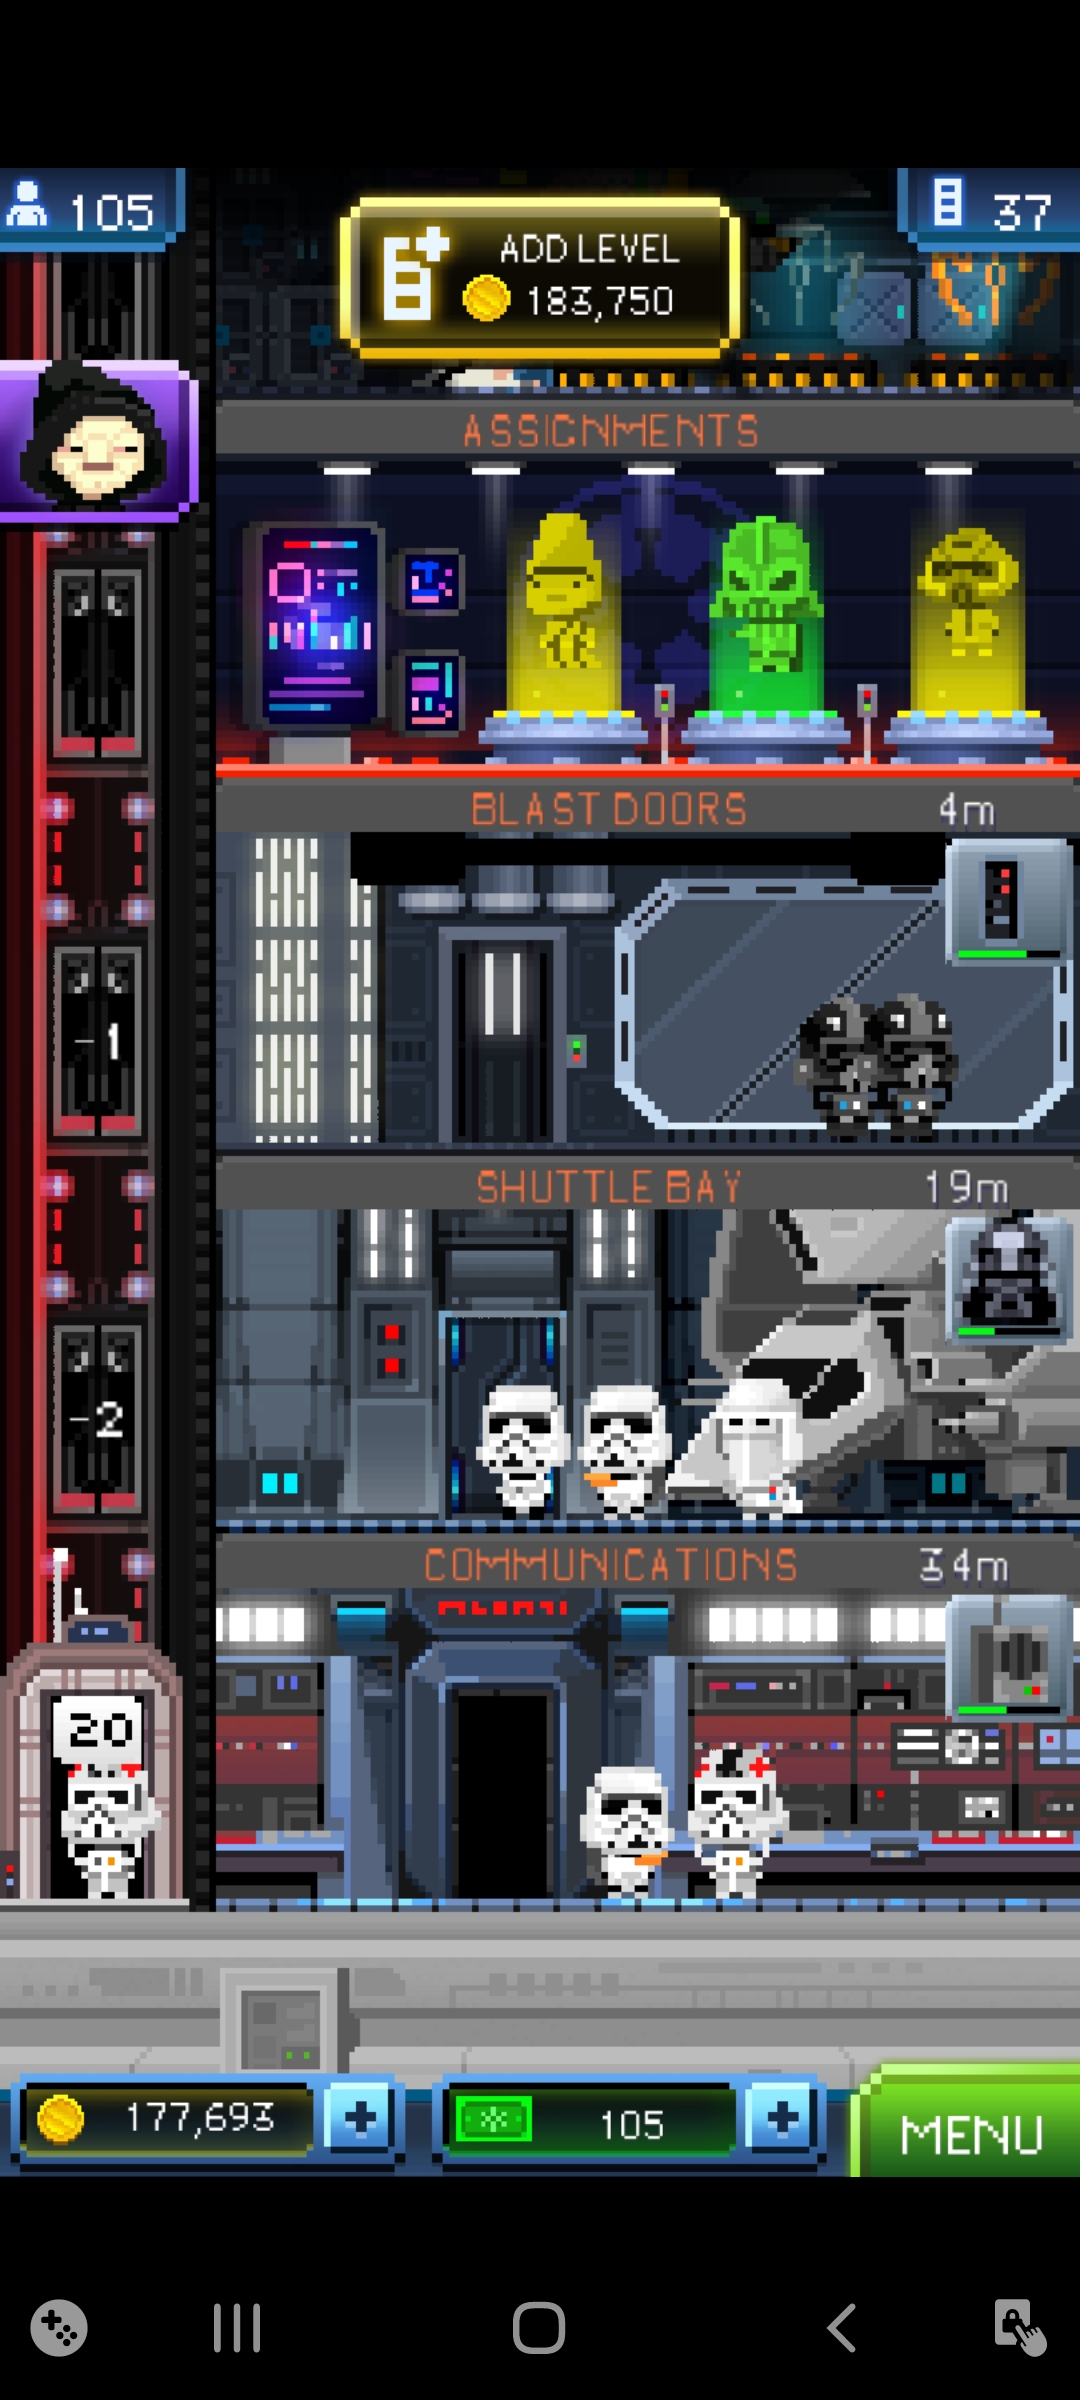 105
37
ADD LEVEL
183,750
ASSIGNMENTS
BLAST DOORS 4m
-1
SHUTTLE BAY 19m
-2
COMMUNICATIONS 34m
20
177,693
105
MENU